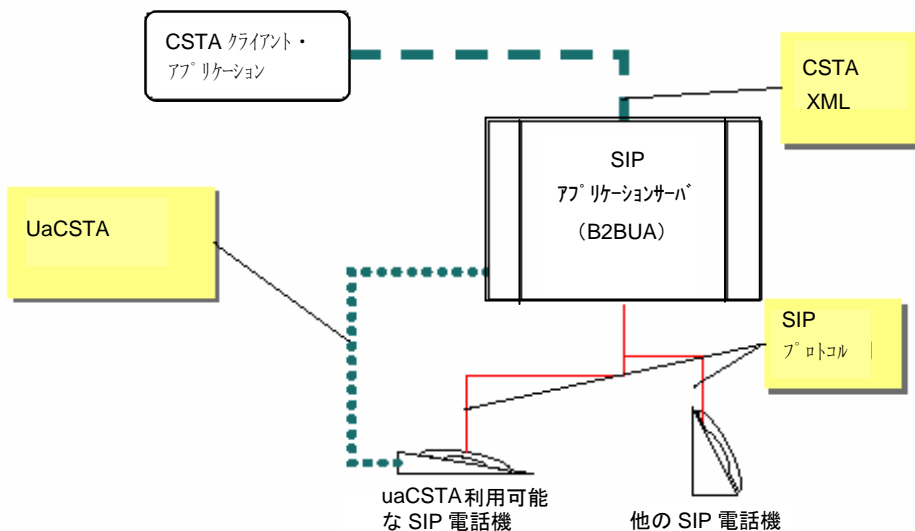 CSTA クライアント・
アプリケーション
CSTA
XML
SIP
アプリケーションサーバ
（B2BUA）
UaCSTA
SIP
プロトコル
uaCSTA利用可能
な SIP 電話機
他の SIP 電話機